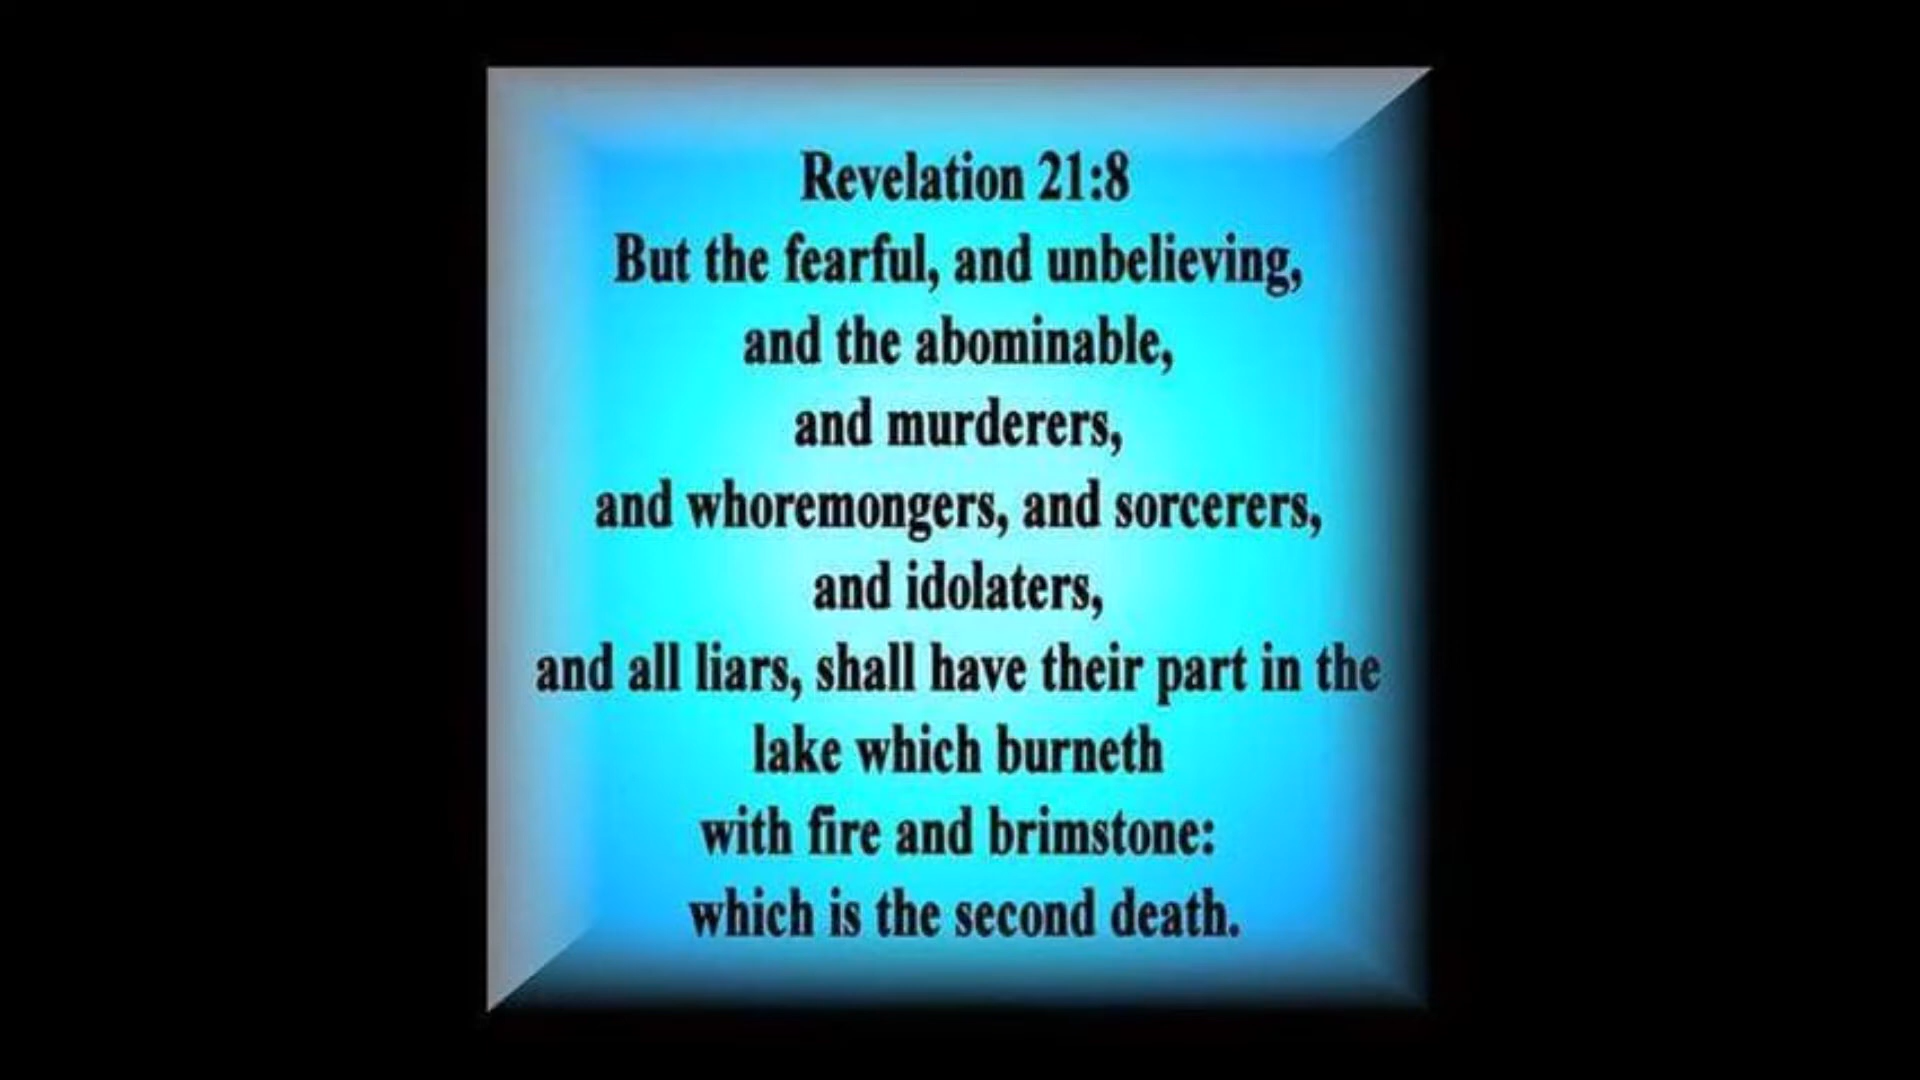 Revelation 21:8
But the fearful, and unbelieving,
and the abominable,
and murderers,
and whoremongers, and sorcerers,
and idolaters,
and all liars, shall have their part in the
lake which burneth
with fire and brimstone:
which is the second death.